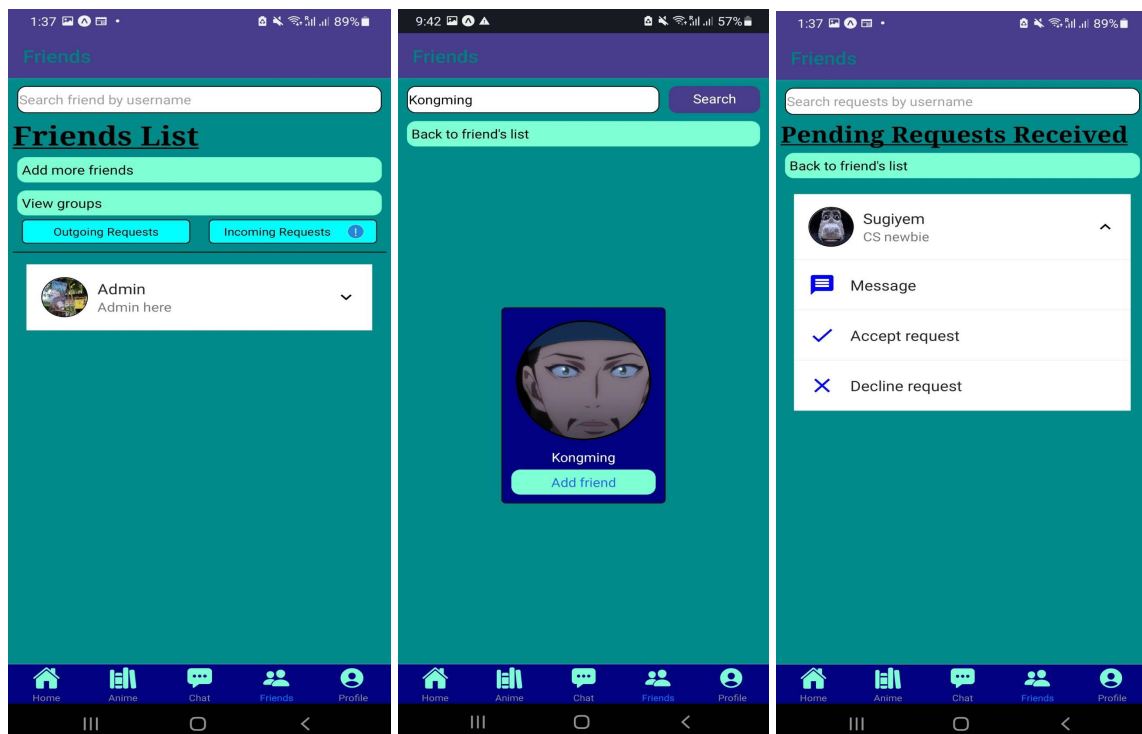 1:37 89%
Friends
Search friend by username
Friends List
Add more friends
View groups
Outgoing Requests Incoming Requests !
Admin
Admin here
Home Anime Chat Friends Profile
9:42 57%
Friends
Kongming Search
Back to friend's list
Kongming
Add friend
Home Anime Chat Friends Profile
1:37 89%
Friends
Search requests by username
Pending Requests Received
Back to friend's list
Sugiyem
CS newbie
Message
Accept request
Decline request
Home Anime Chat Friends Profile